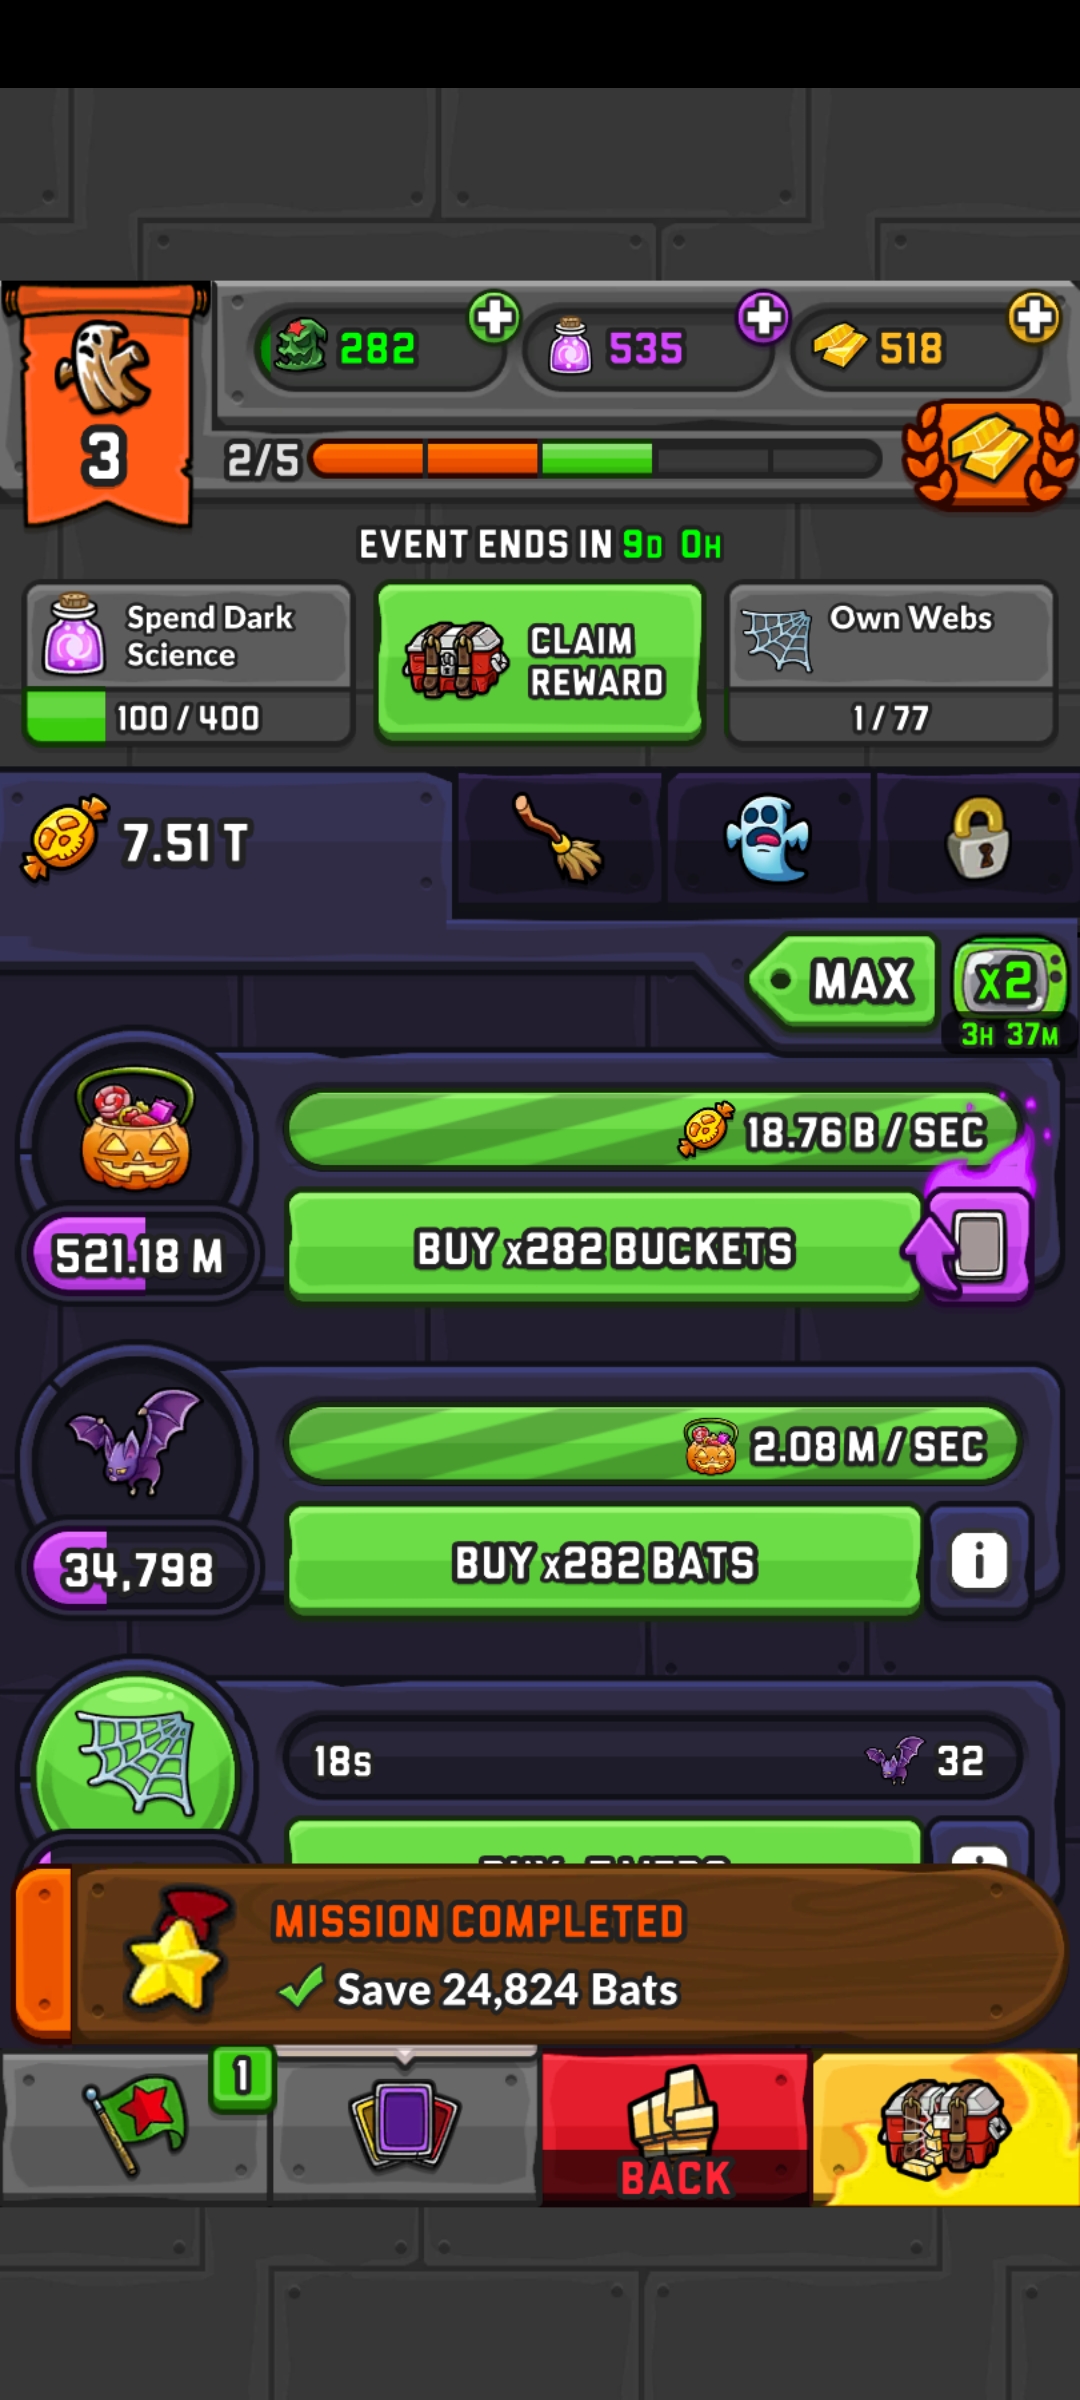 282
535
518
3
2/5
EVENT ENDS IN 9D 0H
Spend Dark
Science
100 / 400
CLAIM
REWARD
Own Webs
1 / 77
7.51 T
MAX
x2
3H 37M
18.76 B / SEC
521.18 M
BUY x282 BUCKETS
2.08 M / SEC
34,798
BUY x282 BATS
i
18s
32
MISSION COMPLETED
Save 24,824 Bats
1
BACK